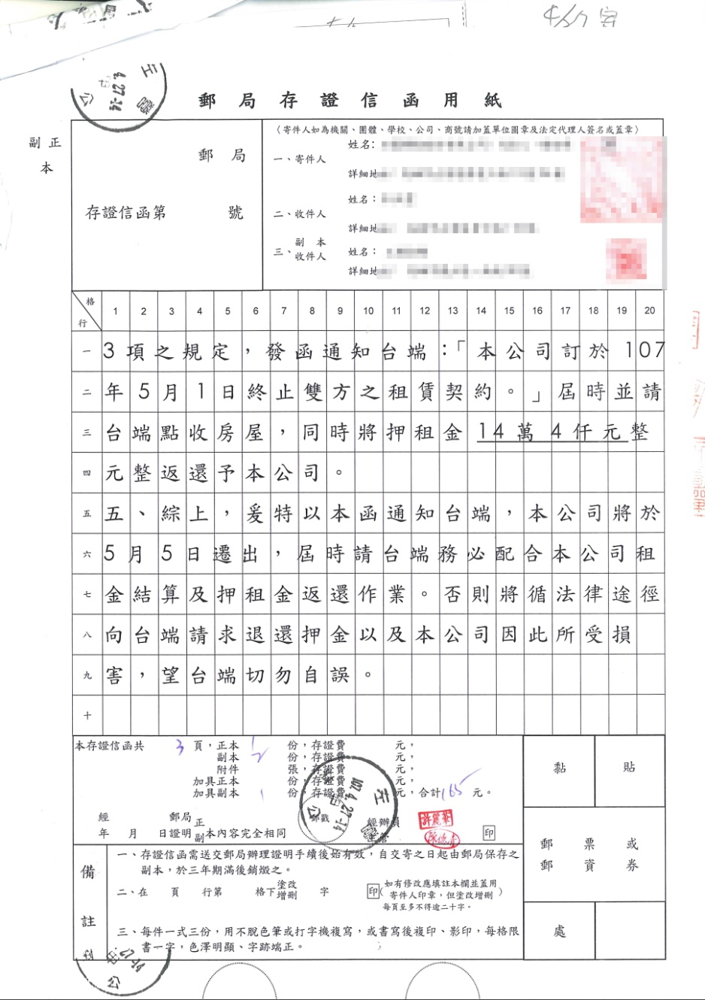 4/27 寄
郵局存證信函用紙
副 正
本
郵 局
存證信函第 號
〈寄件人如為機關、團體、學校、公司、商號請加蓋單位圖章及法定代理人簽名或蓋章〉
一、寄件人
姓名：
詳細地
二、收件人
姓名：
詳細地
三、副本收件人
姓名：
詳細地
格
行
1 2 3 4 5 6 7 8 9 10 11 12 13 14 15 16 17 18 19 20
一 3項之規定，發函通知台端：「本公司訂於107
二 年5月1日終止雙方之租賃契約。」屆時並請
三 台端點收房屋，同時將押租金14萬4仟元整
四 元整返還予本公司。
五 五、綜上，爰特以本函通知台端，本公司將於
六 5月5日遷出，屆時請台端務必配合本公司租
七 金結算及押租金返還作業。否則將循法律途徑
八 向台端請求退還押金以及本公司因此所受損
九 害，望台端切勿自誤。
十
本存證信函共 3 頁，正本 1 份，存證費 元，
副本 2 份，存證費 元，
附件 張，存證費 元，
加具正本 份，存證費 元，
加具副本 1 份，存證費 元，合計165元。
經 郵局
年 月 日證明 正副本內容完全相同
郵戳
經辦員
主管
印
107.4.27-14
黏 貼
郵 票 或
郵 資 券
處
備
註
一、存證信函需送交郵局辦理證明手續後始有效，自交寄之日起由郵局保存之
副本，於三年期滿後銷燬之。
二、在 頁 行第 格下塗改增刪 字 印（如有修改應填註本欄並蓋用
寄件人印章，但塗改增刪）
每頁至多不得逾二十字。
三、每件一式三份，用不脫色筆或打字機複寫，或書寫後複印、影印，每格限
書一字，色澤明顯、字跡端正。